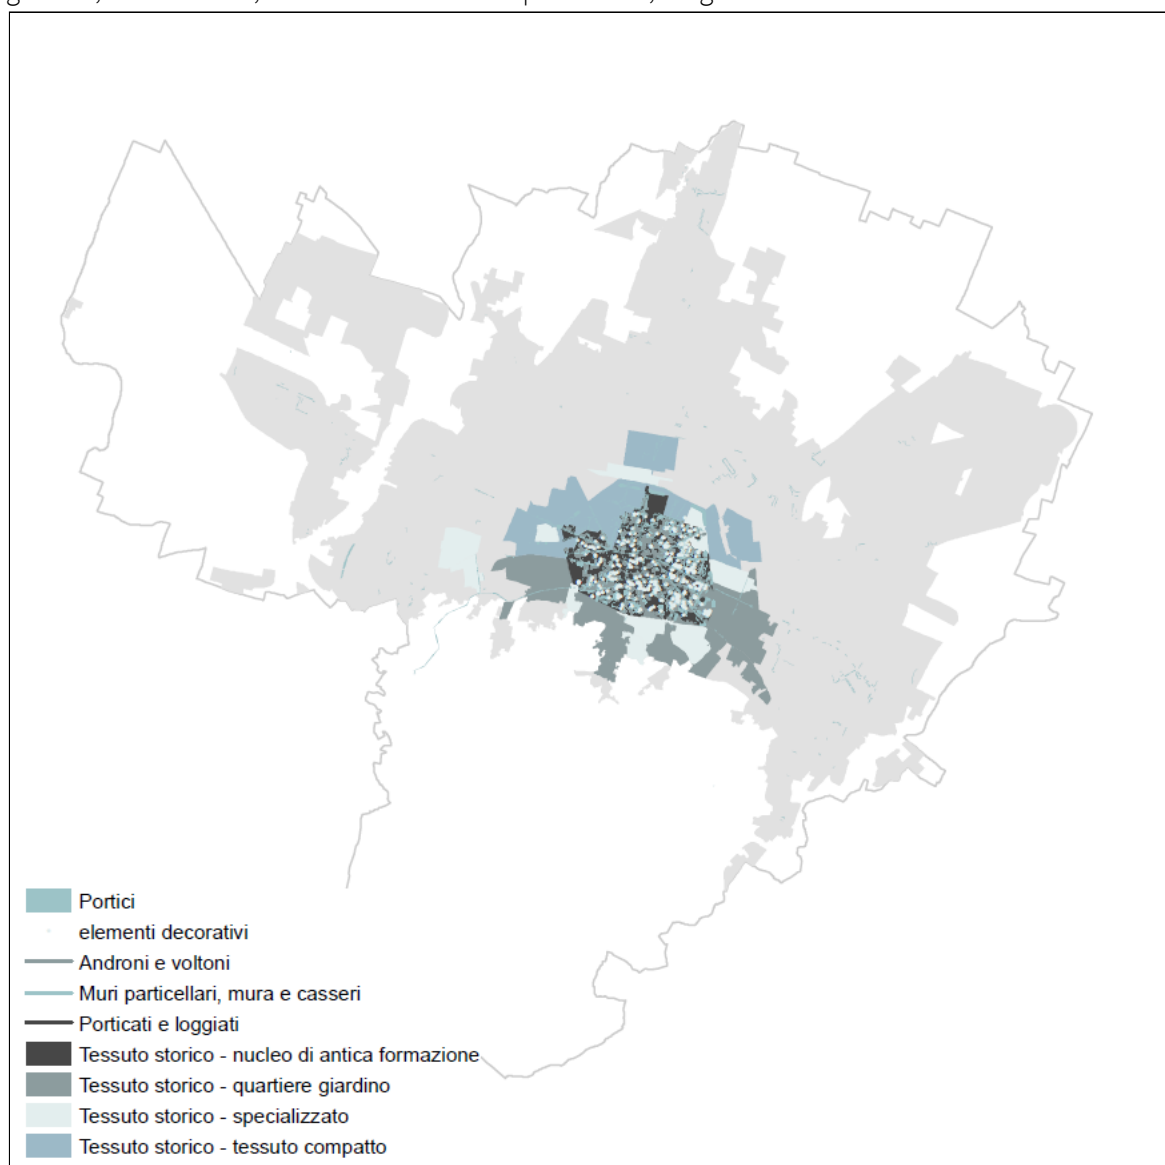 Portici
elementi decorativi
Androni e voltoni
Muri particellari, mura e casseri
Porticati e loggiati
Tessuto storico - nucleo di antica formazione
Tessuto storico - quartiere giardino
Tessuto storico - specializzato
Tessuto storico - tessuto compatto